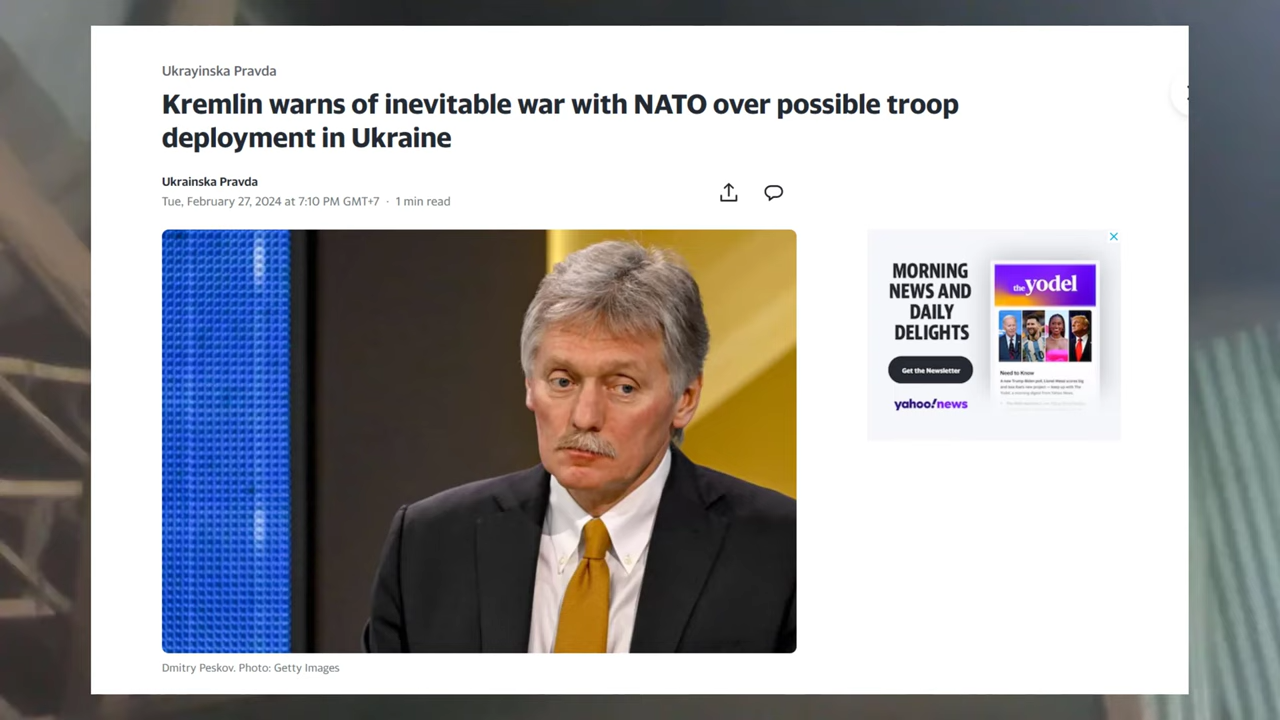 Ukrayinska Pravda
Kremlin warns of inevitable war with NATO over possible troop
deployment in Ukraine
Ukrainska Pravda
Tue, February 27, 2024 at 7:10 PM GMT+7 · 1 min read
MORNING
NEWS AND
DAILY
DELIGHTS
Get the Newsletter
yahoo!news
the yodel
Need to Know
Dmitry Peskov. Photo: Getty Images